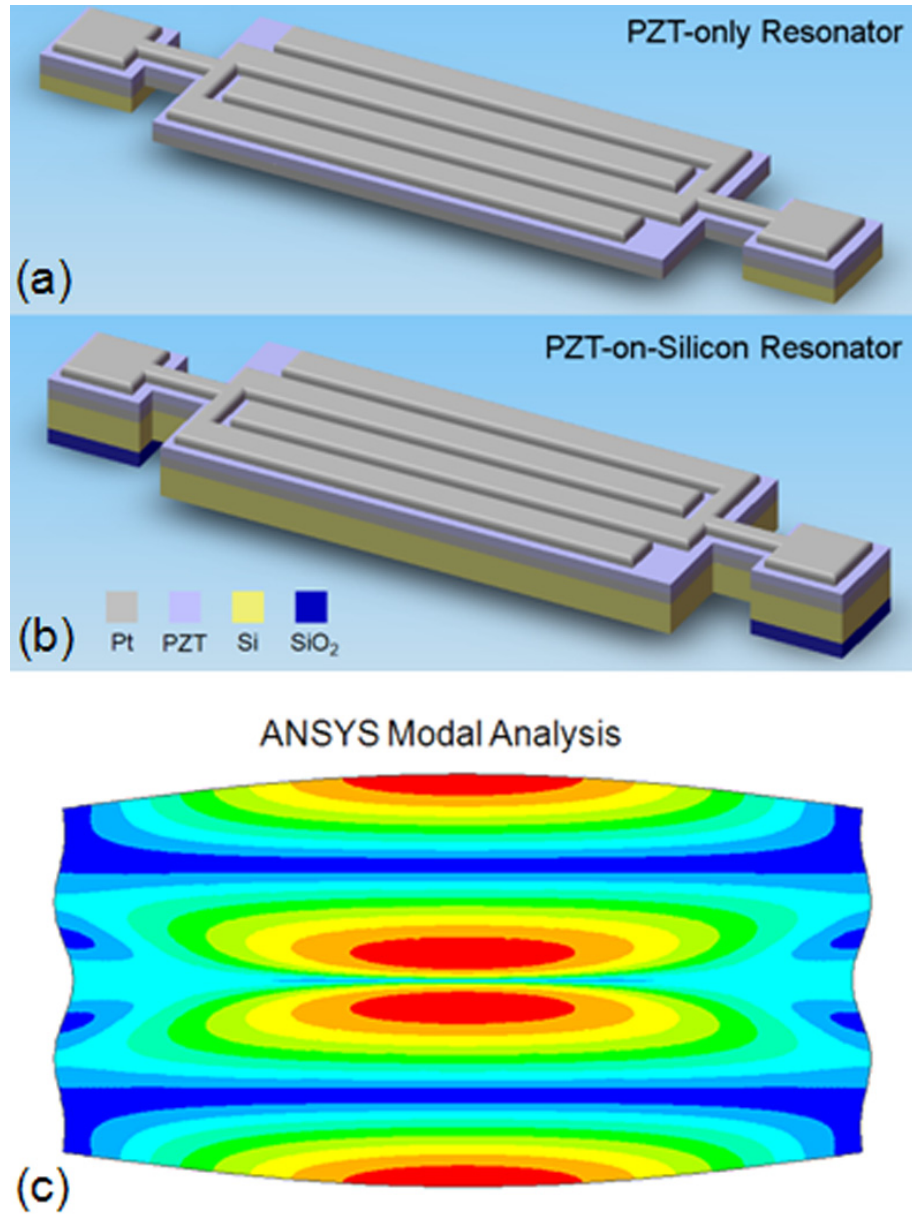 PZT-only Resonator
(a)
PZT-on-Silicon Resonator
(b)
Pt PZT Si SiO₂
ANSYS Modal Analysis
(c)